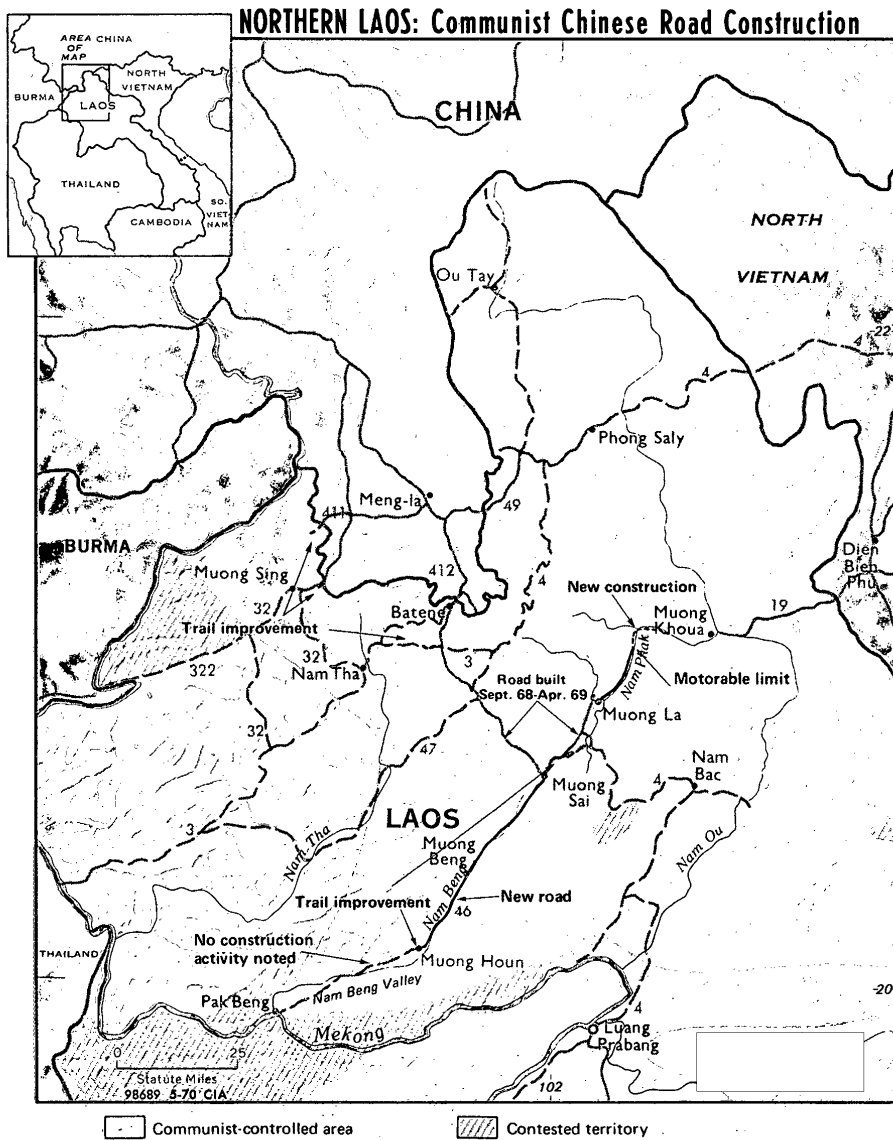 NORTHERN LAOS: Communist Chinese Road Construction
AREA
OF
MAP
CHINA
BURMA
NORTH
VIETNAM
LAOS
THAILAND
CAMBODIA
SO.
VIET-
NAM
CHINA
NORTH
VIETNAM
Ou Tay
22
4
4
Phong Saly
Meng-la
411
49
BURMA
Muong Sing
412
4
Dien
Bien
Phu
New construction
32
Batene
Muong
Khoua
19
Trail improvement
322
32
Nam Tha
3
Road built
Sept. 68-Apr. 69
Nam Phak
Motorable limit
Muong La
32
47
Muong
Sai
Nam
Bac
4
LAOS
3
Nam Tha
Muong
Beng
Nam Ou
Nam Beng
Trail improvement
New road
46
No construction
activity noted
THAILAND
Muong Houn
Nam Beng Valley
Pak Beng
20
Mekong
4
Luang
Prabang
0 25
Statute Miles
98689 5-70 CIA
102
Communist-controlled area
Contested territory